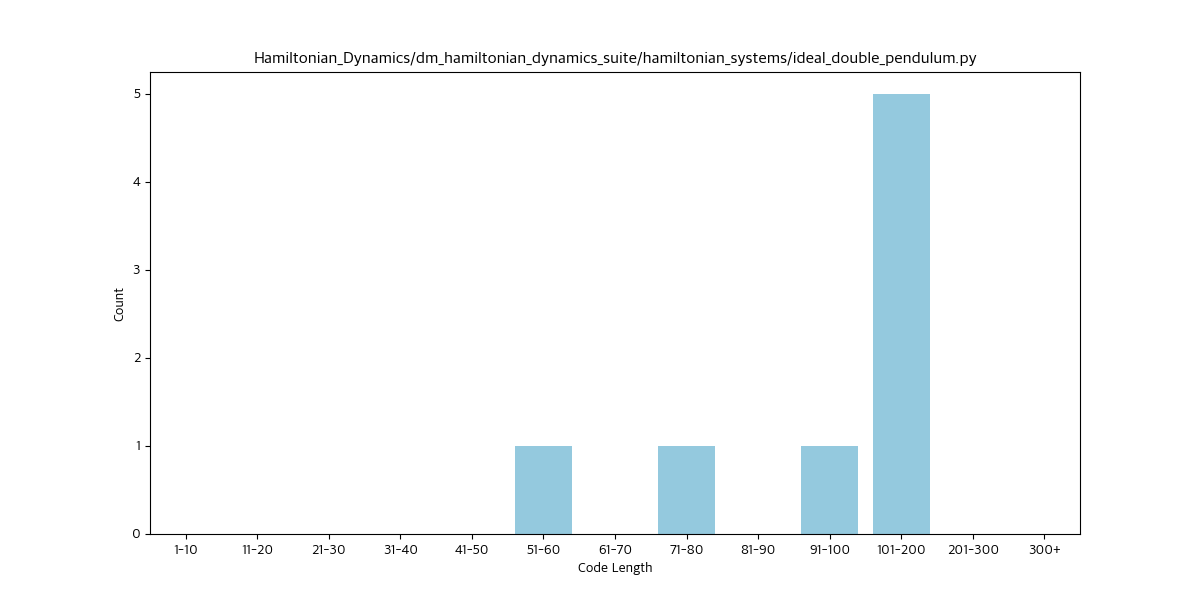 Hamiltonian_Dynamics/dm_hamiltonian_dynamics_suite/hamiltonian_systems/ideal_double_pendulum.py
5
4
3
2
1
0
Count
1-10 11-20 21-30 31-40 41-50 51-60 61-70 71-80 81-90 91-100 101-200 201-300 300+
Code Length